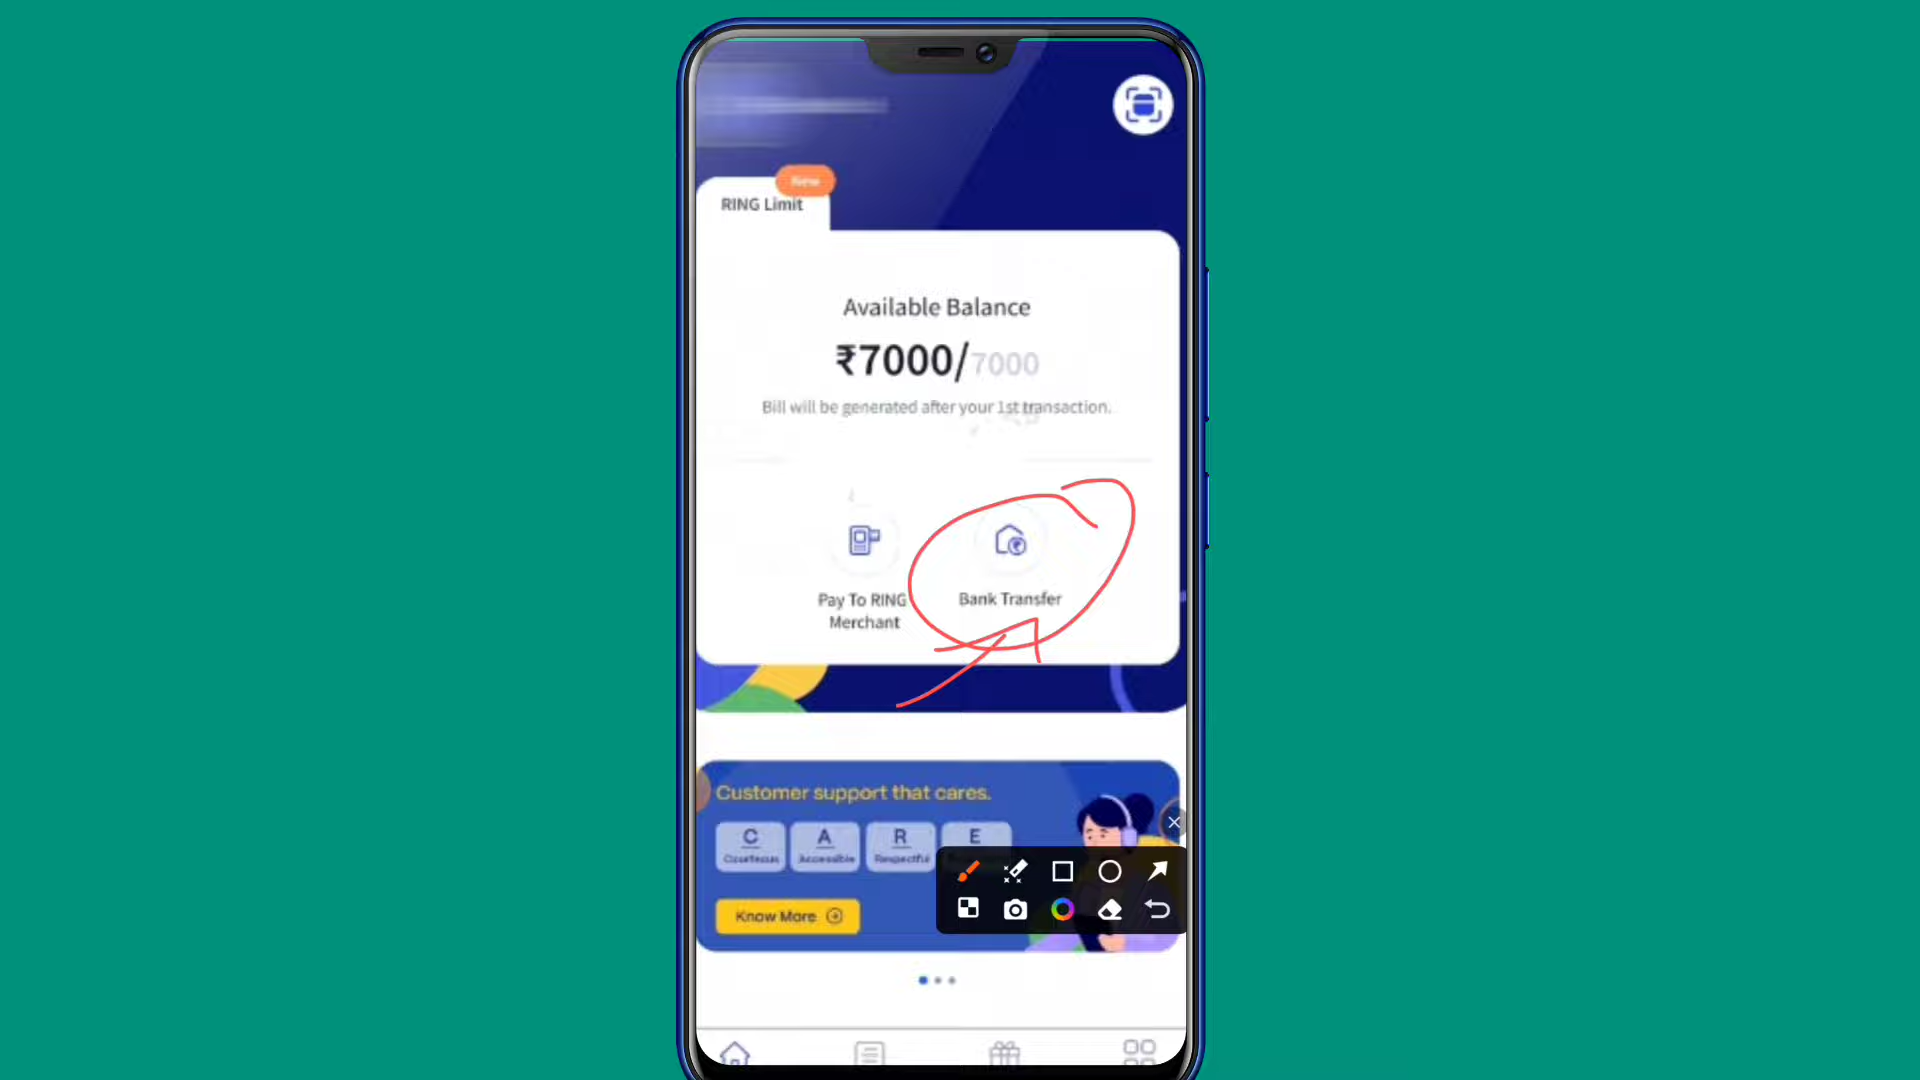 New
RING Limit
Available Balance
₹7000/7000
Bill will be generated after your 1st transaction.
Pay To RING
Merchant
Bank Transfer
Customer support that cares.
C A R E
Courteous Accessible Respectful
Know More